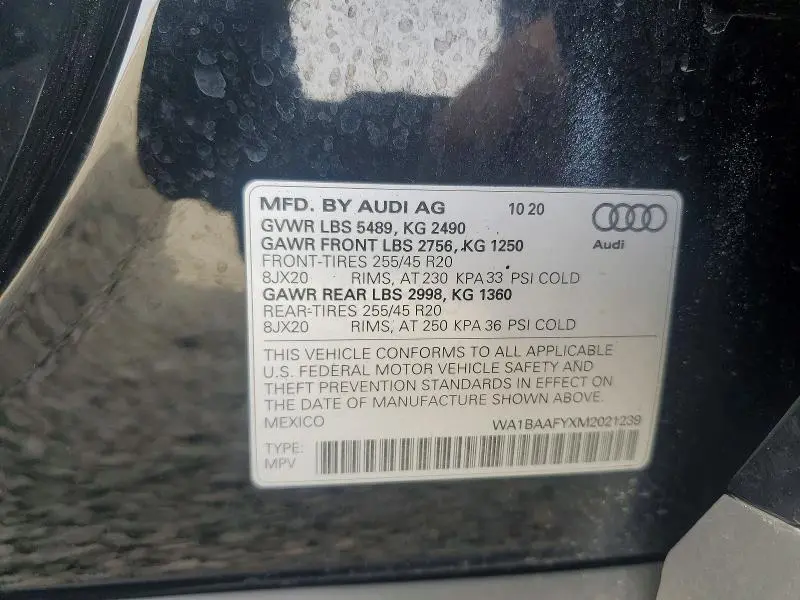 MFD. BY AUDI AG 10 20
GVWR LBS 5489, KG 2490
GAWR FRONT LBS 2756, KG 1250
Audi
FRONT-TIRES 255/45 R20
8JX20 RIMS, AT 230 KPA 33 PSI COLD
GAWR REAR LBS 2998, KG 1360
REAR-TIRES 255/45 R20
8JX20 RIMS, AT 250 KPA 36 PSI COLD
THIS VEHICLE CONFORMS TO ALL APPLICABLE
U.S. FEDERAL MOTOR VEHICLE SAFETY AND
THEFT PREVENTION STANDARDS IN EFFECT ON
THE DATE OF MANUFACTURE SHOWN ABOVE.
MEXICO WA1BAAFYXM2021239
TYPE:
MPV